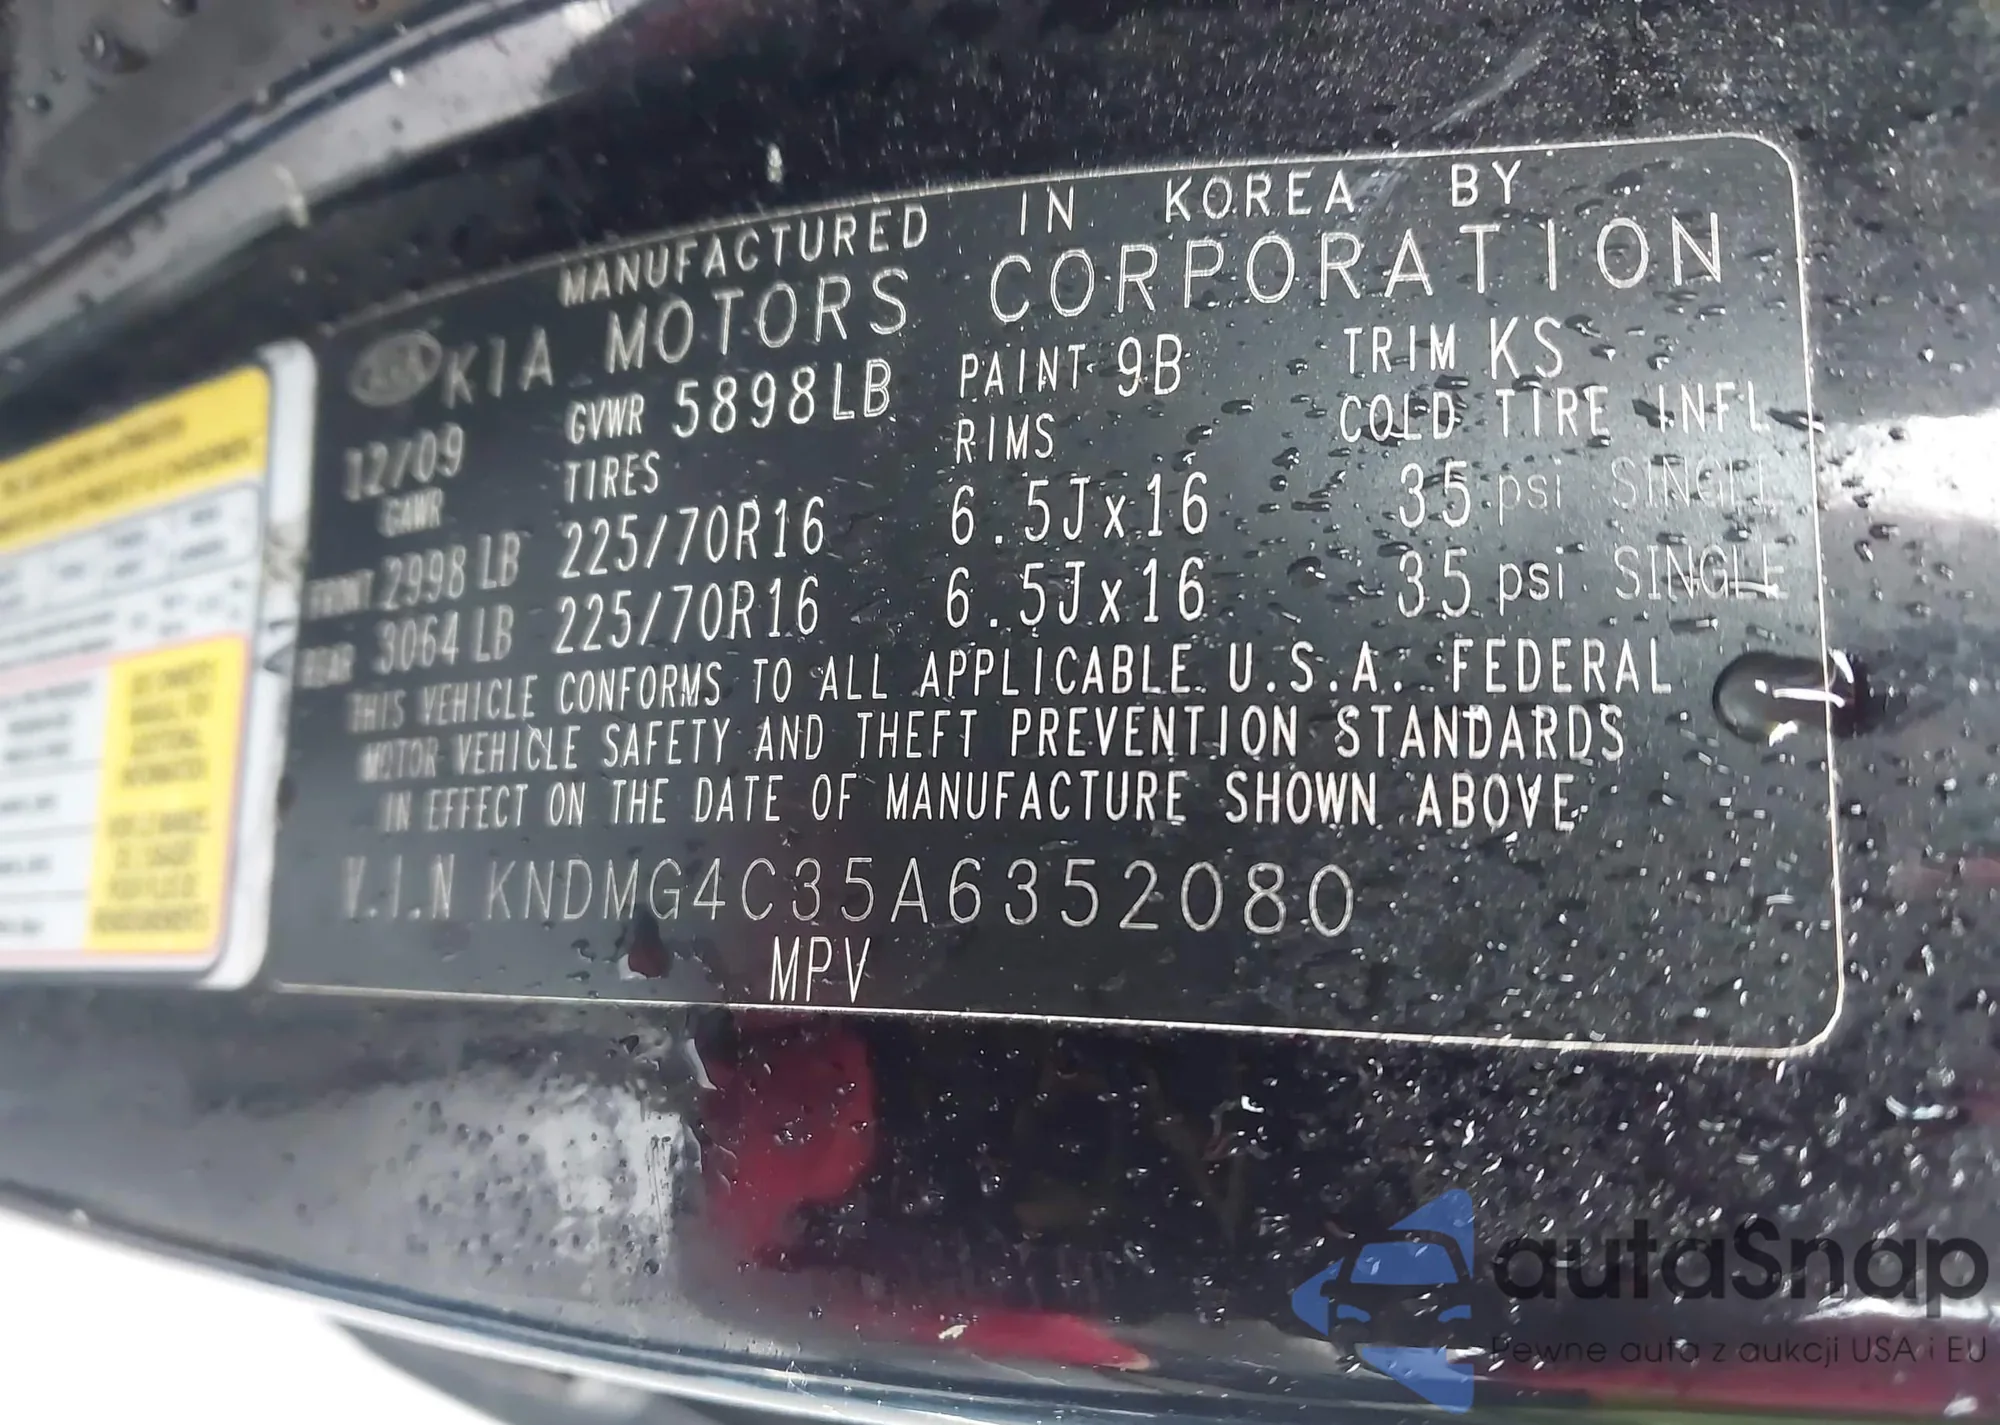 MANUFACTURED IN KOREA BY
KIA MOTORS CORPORATION
12/09 GVWR 5898LB PAINT 9B TRIM KS
GAWR TIRES RIMS COLD TIRE INFL
FRONT 2998 LB 225/70R16 6.5Jx16 35 psi SINGLE
REAR 3064 LB 225/70R16 6.5Jx16 35 psi SINGLE
THIS VEHICLE CONFORMS TO ALL APPLICABLE U.S.A. FEDERAL
MOTOR VEHICLE SAFETY AND THEFT PREVENTION STANDARDS
IN EFFECT ON THE DATE OF MANUFACTURE SHOWN ABOVE.
V.I.N KNDMG4C35A6352080
MPV
autaSnap
Pewne auta z aukcji USA i EU